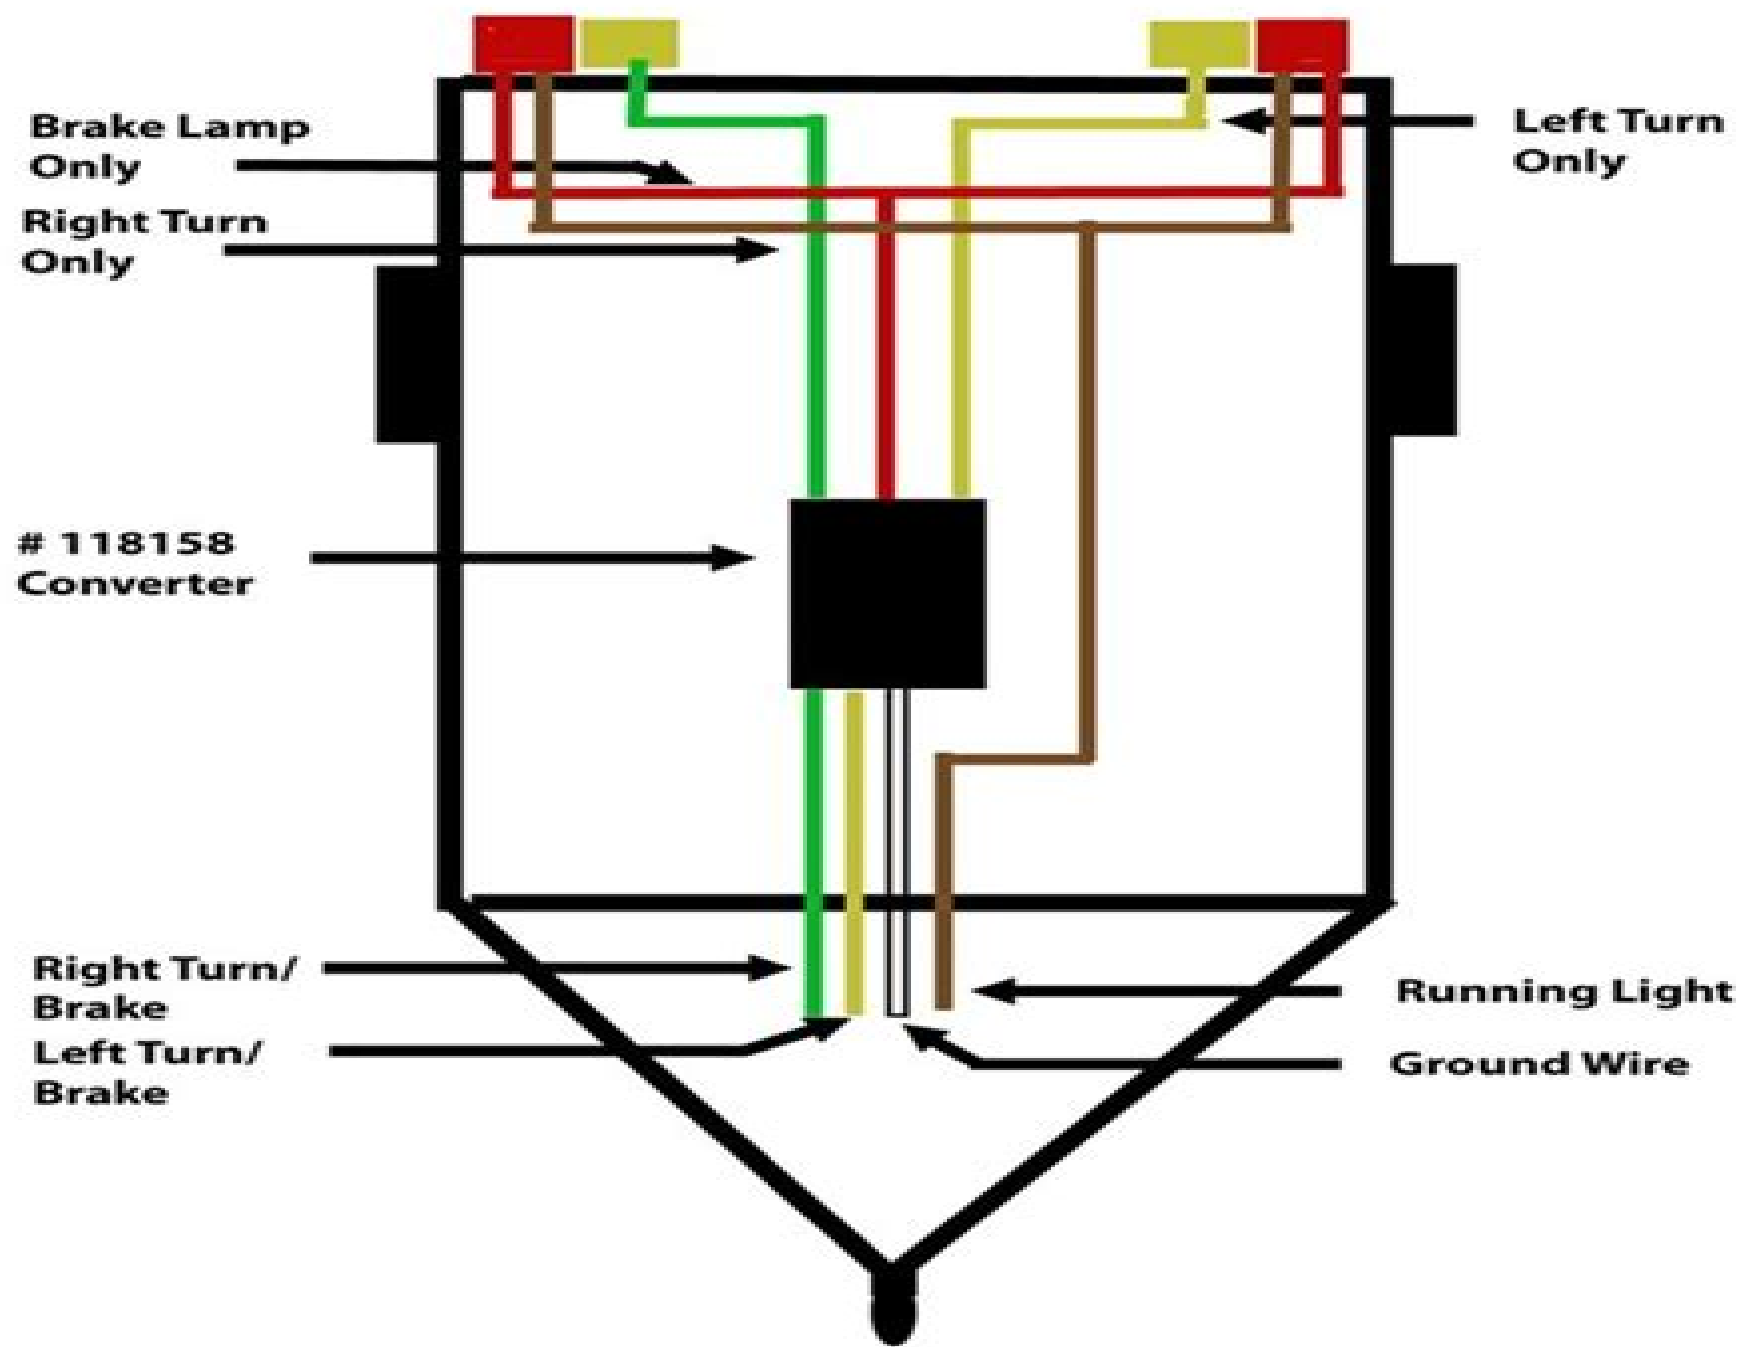 Brake Lamp
Only
Left Turn
Only
Right Turn
Only
# 118158
Converter
Right Turn/
Brake
Left Turn/
Brake
Running Light
Ground Wire